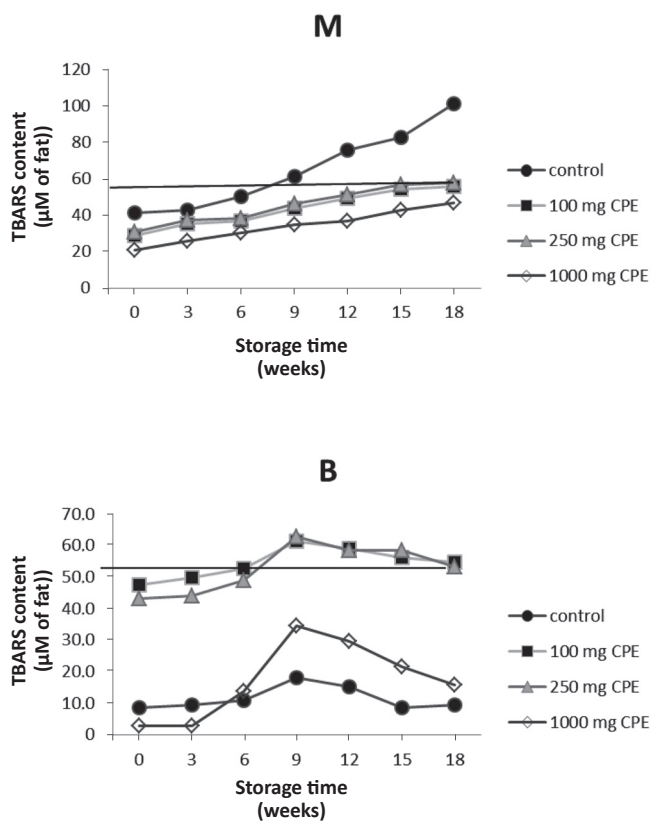 M
TBARS content
(μM of fat))
120
100
80
60
40
20
0
0 3 6 9 12 15 18
Storage time
(weeks)
control
100 mg CPE
250 mg CPE
1000 mg CPE
B
TBARS content
(μM of fat))
70.0
60.0
50.0
40.0
30.0
20.0
10.0
0
0 3 6 9 12 15 18
Storage time
(weeks)
control
100 mg CPE
250 mg CPE
1000 mg CPE